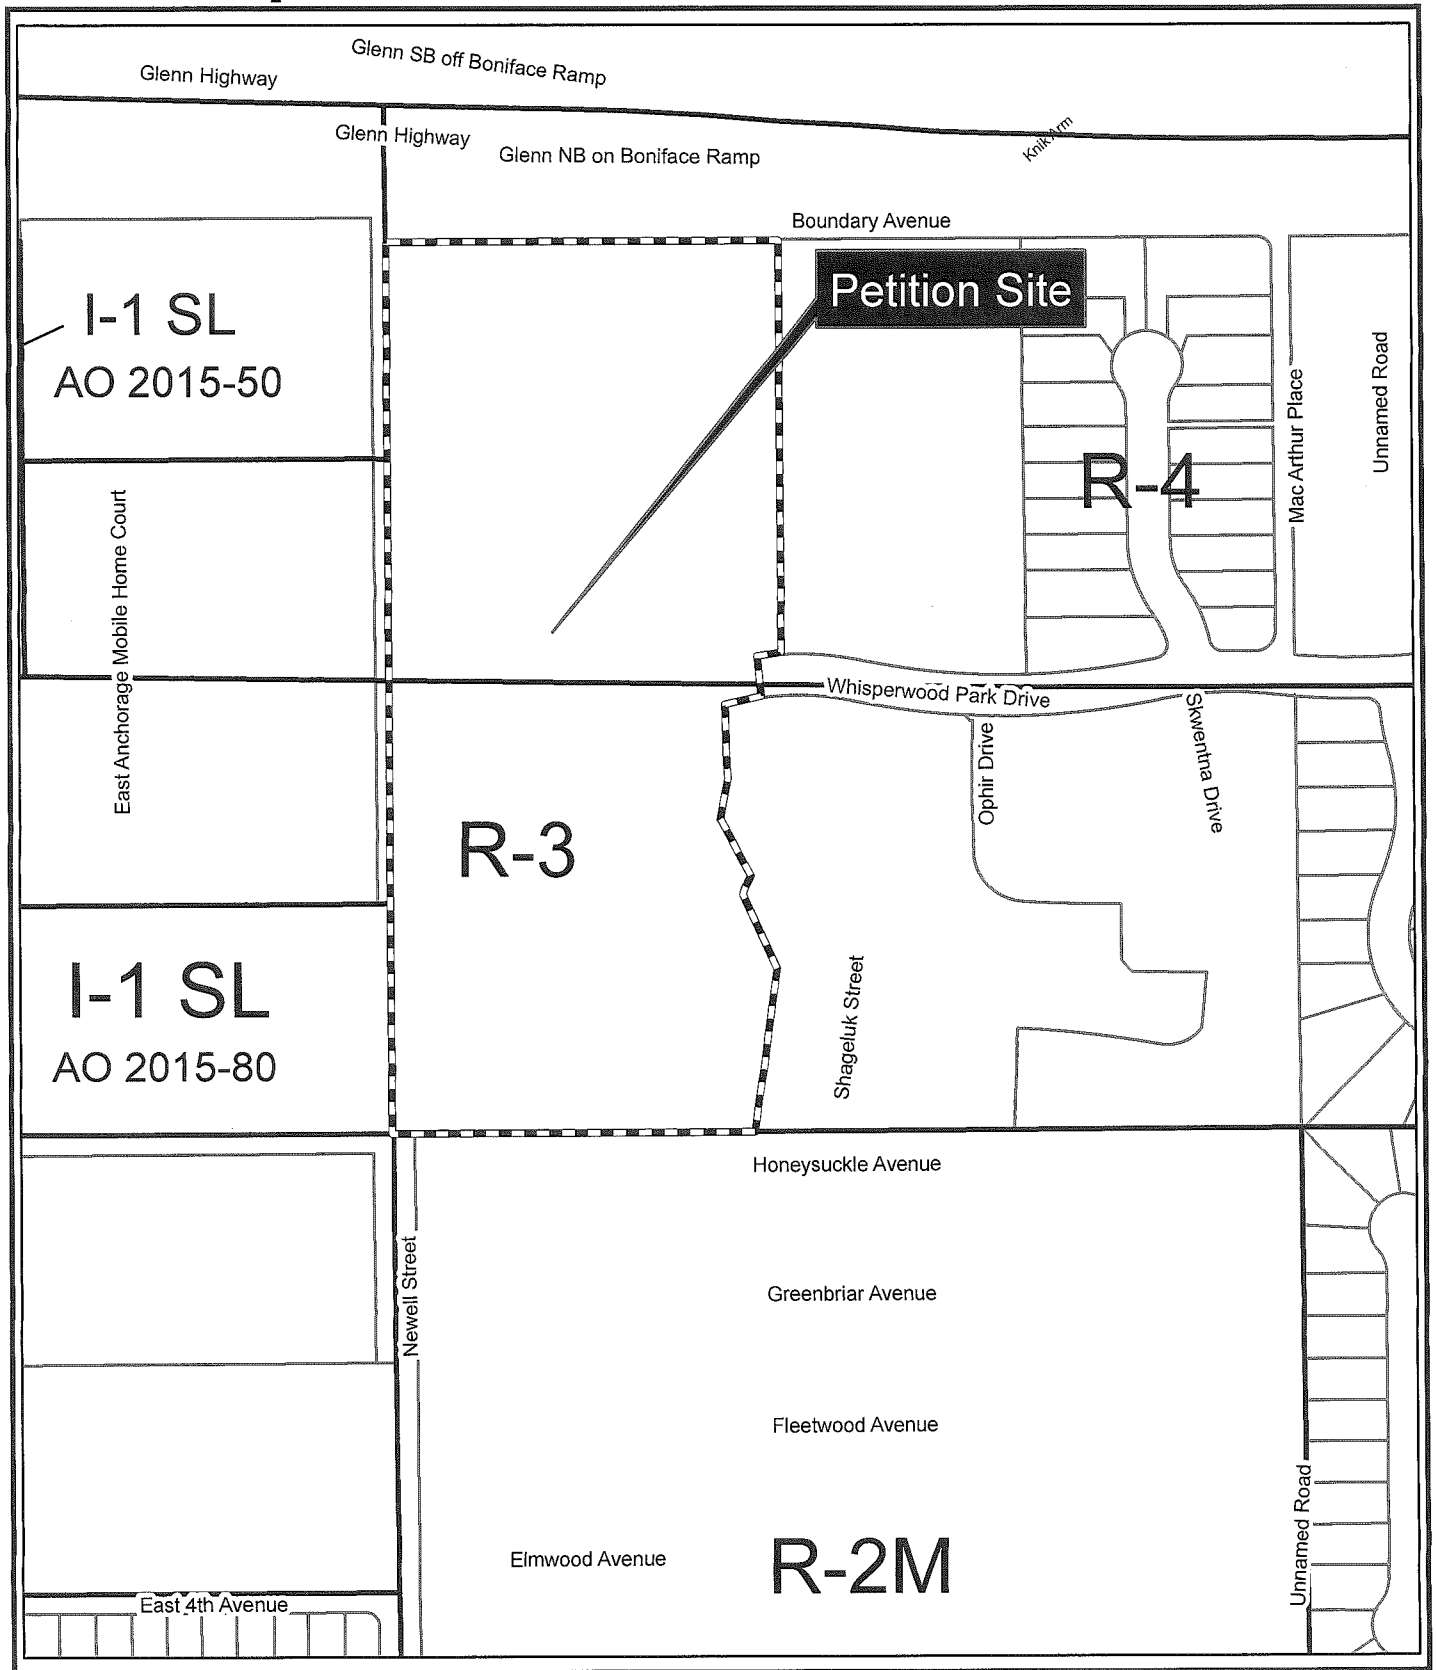 Glenn SB off Boniface Ramp
Glenn Highway
Glenn Highway
Glenn NB on Boniface Ramp
Knik Arm
Boundary Avenue
Petition Site
I-1 SL
AO 2015-50
Unnamed Road
Mac Arthur Place
R-4
East Anchorage Mobile Home Court
Whisperwood Park Drive
Skwentna Drive
Ophir Drive
R-3
I-1 SL
AO 2015-80
Shageluk Street
Honeysuckle Avenue
Newell Street
Greenbriar Avenue
Fleetwood Avenue
Unnamed Road
Elmwood Avenue
R-2M
East 4th Avenue